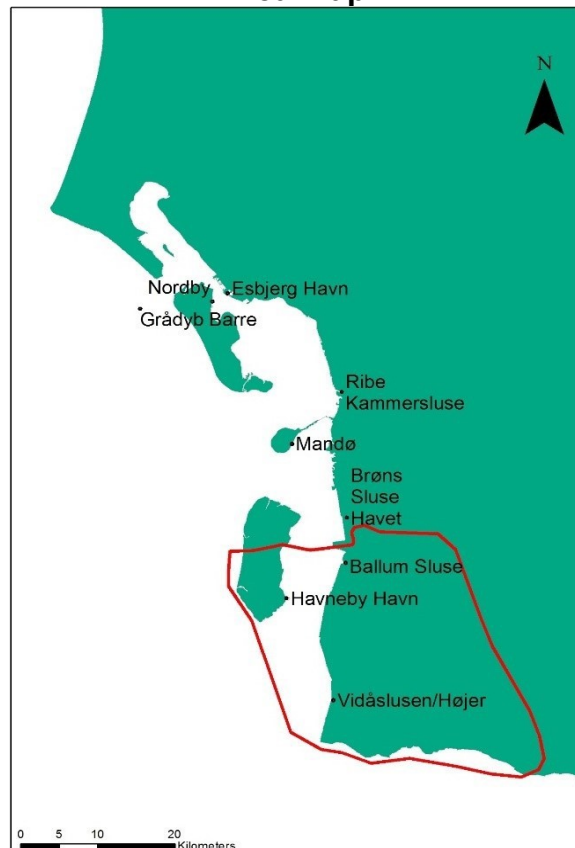 N
Nordby
Esbjerg Havn
Grådyb Barre
Ribe
Kammersluse
Mandø
Brøns
Sluse
Havet
Ballum Sluse
Havneby Havn
Vidåslusen/Højer
0 5 10 20
Kilometers